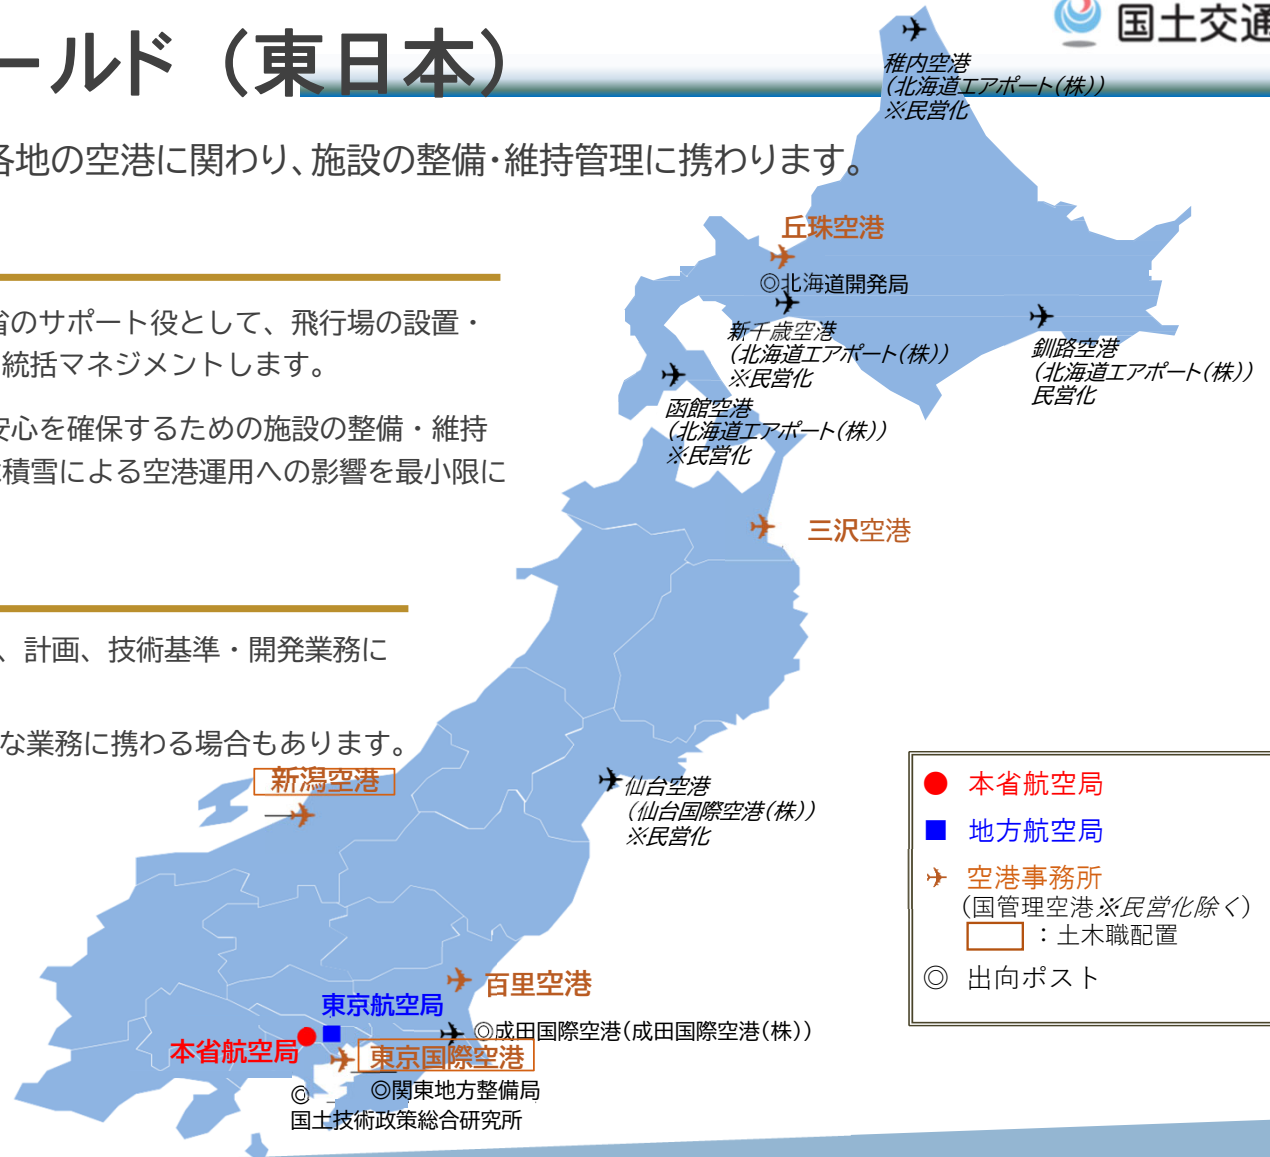 ールド（東日本）
国土交通
各地の空港に関わり、施設の整備・維持管理に携わります。
省のサポート役として、飛行場の設置・
統括マネジメントします。
安心を確保するための施設の整備・維持
積雪による空港運用への影響を最小限に
、計画、技術基準・開発業務に
な業務に携わる場合もあります。
稚内空港
（北海道エアポート(株)）
※民営化
丘珠空港
◎北海道開発局
新千歳空港
（北海道エアポート(株)）
※民営化
釧路空港
（北海道エアポート(株)）
民営化
函館空港
（北海道エアポート(株)）
※民営化
三沢空港
新潟空港
仙台空港
（仙台国際空港(株)）
※民営化
百里空港
東京航空局
◎成田国際空港（成田国際空港(株)）
本省航空局
東京国際空港
◎関東地方整備局
◎
国土技術政策総合研究所
● 本省航空局
■ 地方航空局
空港事務所
（国管理空港※民営化除く）
：土木職配置
◎ 出向ポスト